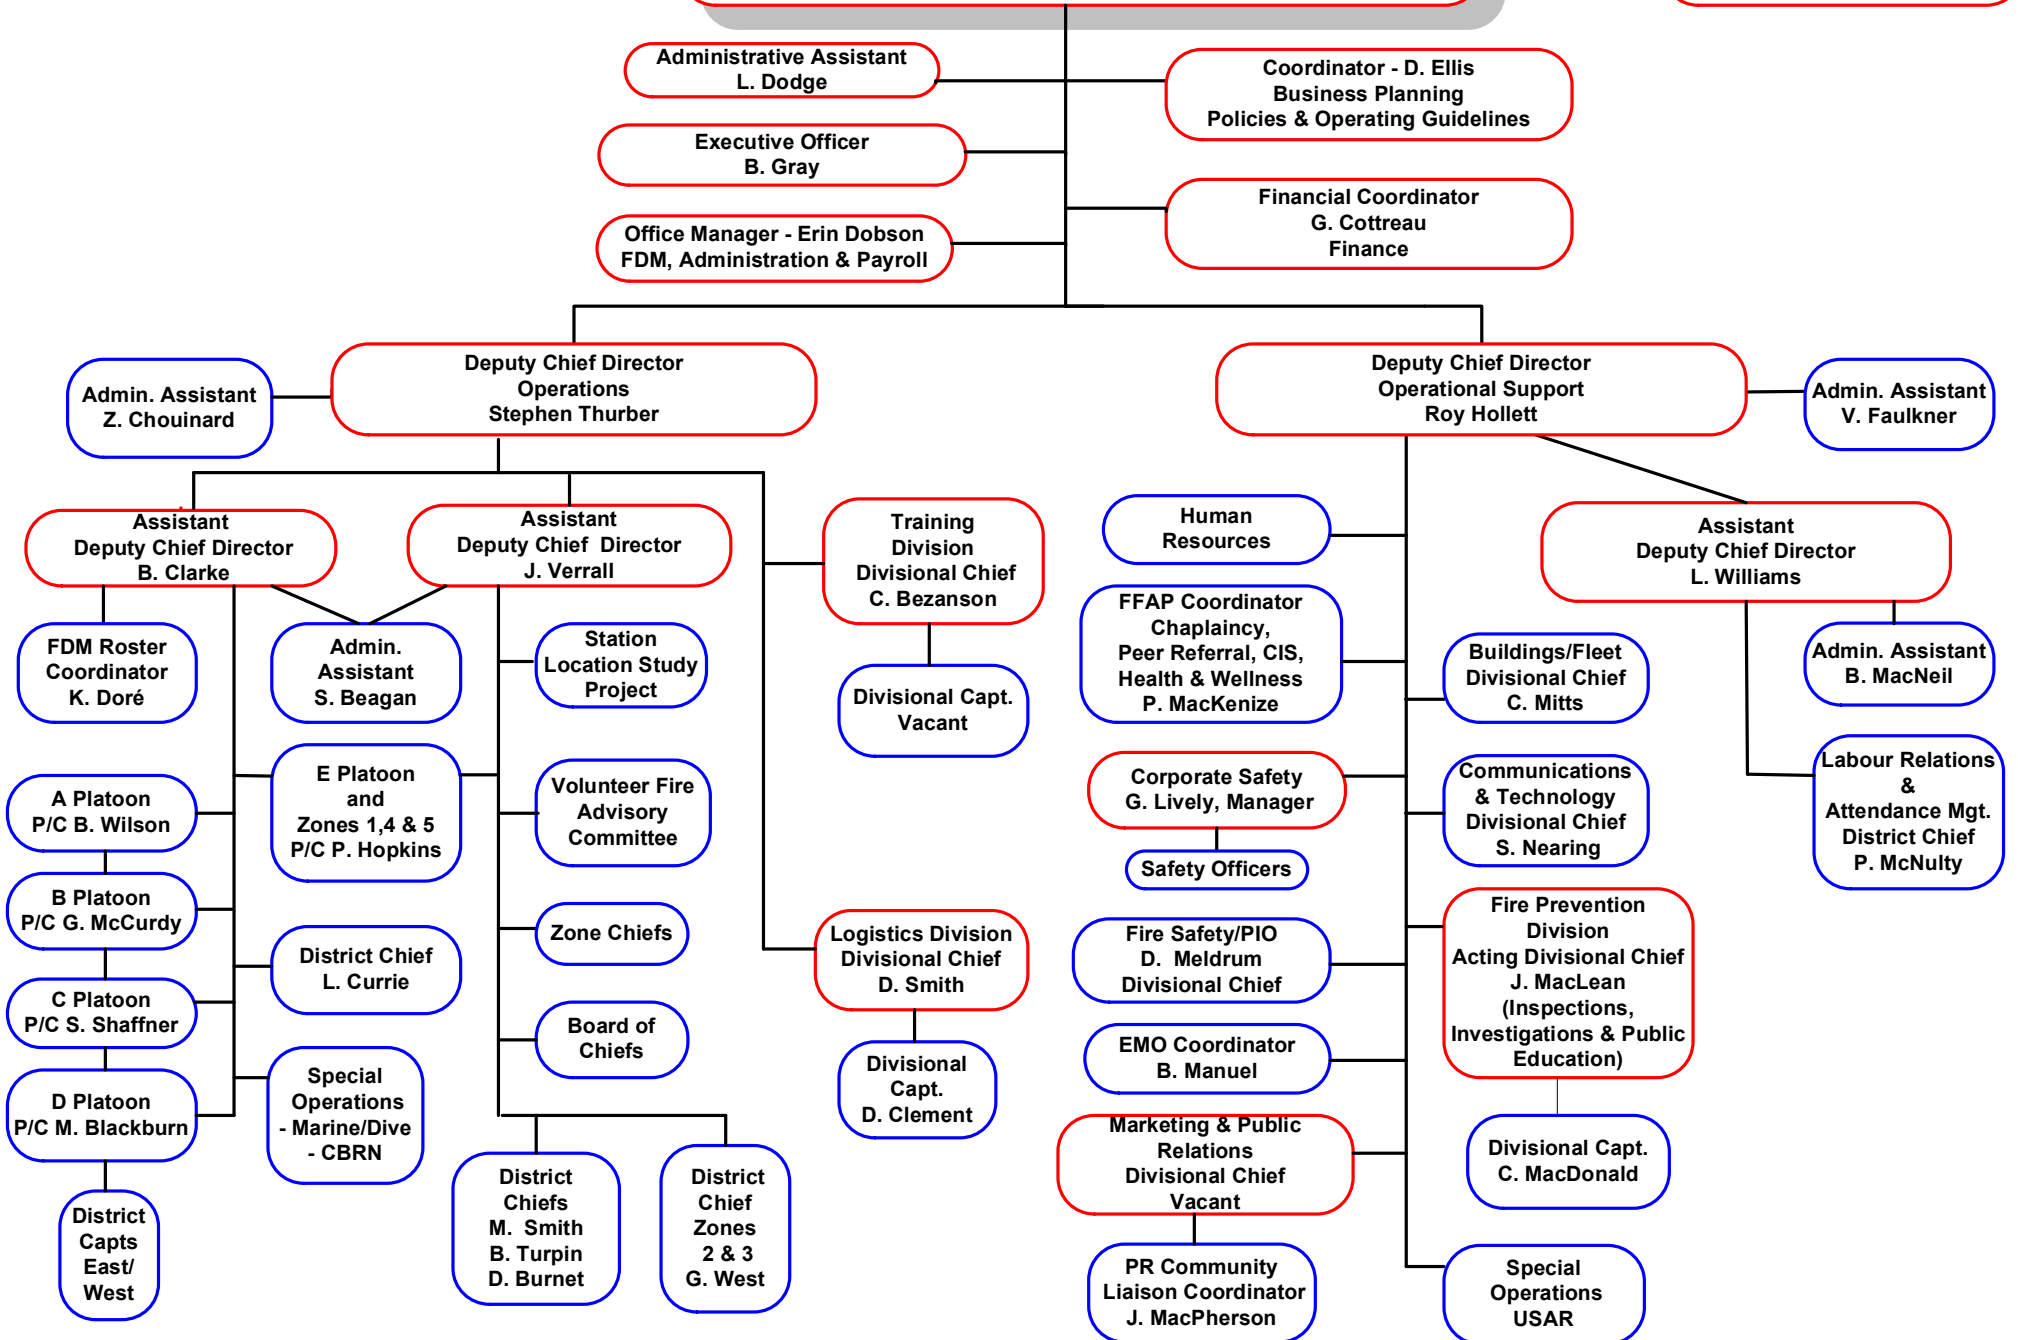 Administrative Assistant
L. Dodge
Coordinator - D. Ellis
Business Planning
Policies & Operating Guidelines
Executive Officer
B. Gray
Financial Coordinator
G. Cottreau
Finance
Office Manager - Erin Dobson
FDM, Administration & Payroll
Admin. Assistant
Z. Chouinard
Deputy Chief Director
Operations
Stephen Thurber
Deputy Chief Director
Operational Support
Roy Hollett
Admin. Assistant
V. Faulkner
Assistant
Deputy Chief Director
B. Clarke
Assistant
Deputy Chief  Director
J. Verrall
Training
Division
Divisional Chief
C. Bezanson
Human
Resources
Assistant
Deputy Chief Director
L. Williams
FDM Roster
Coordinator
K. Doré
Admin.
Assistant
S. Beagan
Station
Location Study
Project
Divisional Capt.
Vacant
FFAP Coordinator
Chaplaincy,
Peer Referral, CIS,
Health & Wellness
P. MacKenize
Buildings/Fleet
Divisional Chief
C. Mitts
Admin. Assistant
B. MacNeil
A Platoon
P/C B. Wilson
E Platoon
and
Zones 1,4 & 5
P/C P. Hopkins
Volunteer Fire
Advisory
Committee
Corporate Safety
G. Lively, Manager
Safety Officers
Communications
& Technology
Divisional Chief
S. Nearing
Labour Relations
&
Attendance Mgt.
District Chief
P. McNulty
B Platoon
P/C G. McCurdy
District Chief
L. Currie
Zone Chiefs
Logistics Division
Divisional Chief
D. Smith
Fire Safety/PIO
D.  Meldrum
Divisional Chief
Fire Prevention
Division
Acting Divisional Chief
J. MacLean
(Inspections,
Investigations & Public
Education)
C Platoon
P/C S. Shaffner
Board of
Chiefs
EMO Coordinator
B. Manuel
D Platoon
P/C M. Blackburn
Special
Operations
- Marine/Dive
- CBRN
Divisional
Capt.
D. Clement
Marketing & Public
Relations
Divisional Chief
Vacant
Divisional Capt.
C. MacDonald
District
Capts
East/
West
District
Chiefs
M.  Smith
B. Turpin
D. Burnet
District
Chief
Zones
2 & 3
G. West
PR Community
Liaison Coordinator
J. MacPherson
Special
Operations
USAR